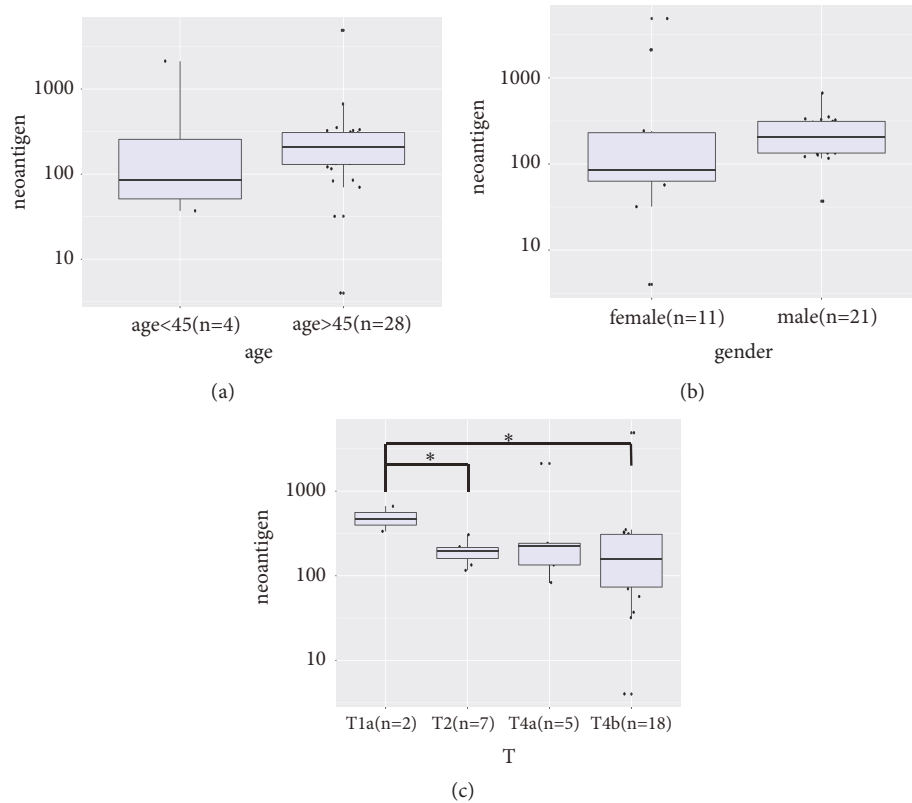 neoantigen
1000
100
10
age<45(n=4)
age>45(n=28)
age
(a)
neoantigen
1000
100
10
female(n=11)
male(n=21)
gender
(b)
neoantigen
1000
100
10
*
*
T1a(n=2)
T2(n=7)
T4a(n=5)
T4b(n=18)
T
(c)